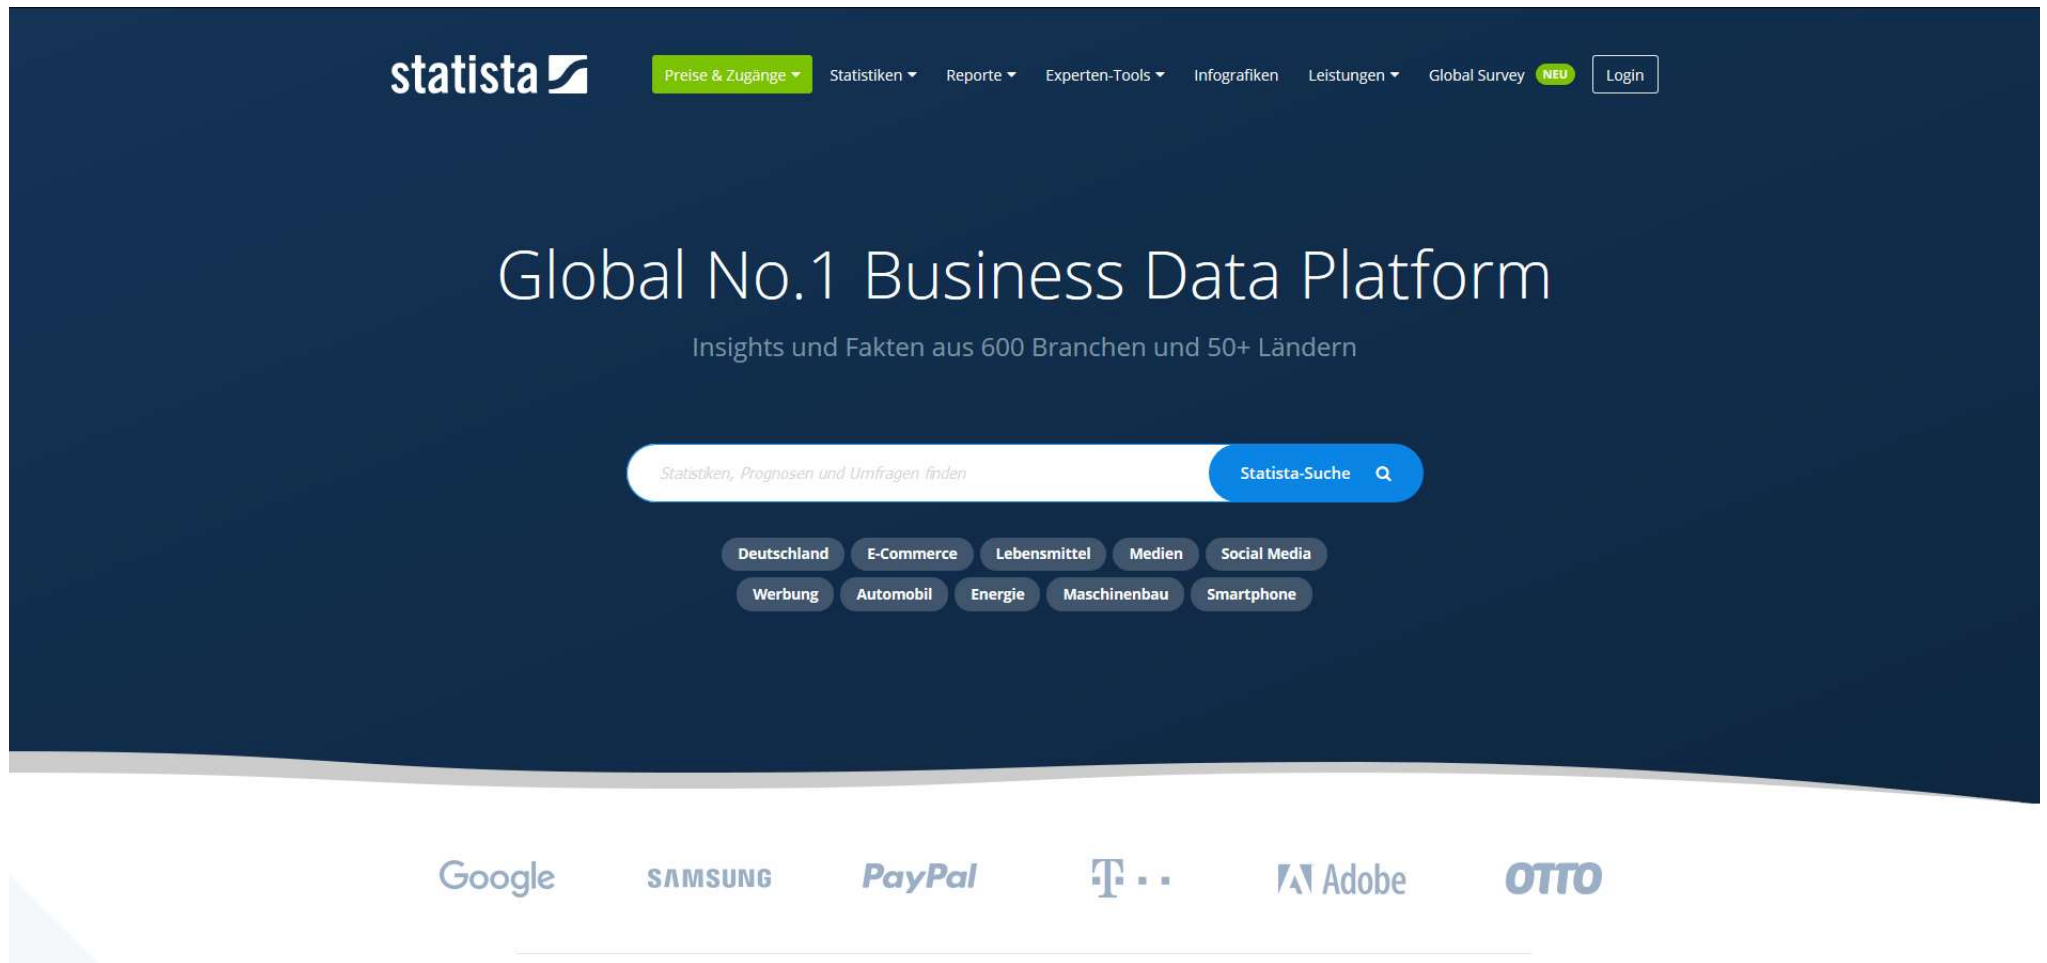 statista
Preise & Zugänge Statistiken Reporte Experten-Tools Infografiken Leistungen Global Survey NEU Login
Global No.1 Business Data Platform
Insights und Fakten aus 600 Branchen und 50+ Ländern
Statistiken, Prognosen und Umfragen finden Statista-Suche
Deutschland E-Commerce Lebensmittel Medien Social Media
Werbung Automobil Energie Maschinenbau Smartphone
Google SAMSUNG PayPal T Adobe OTTO